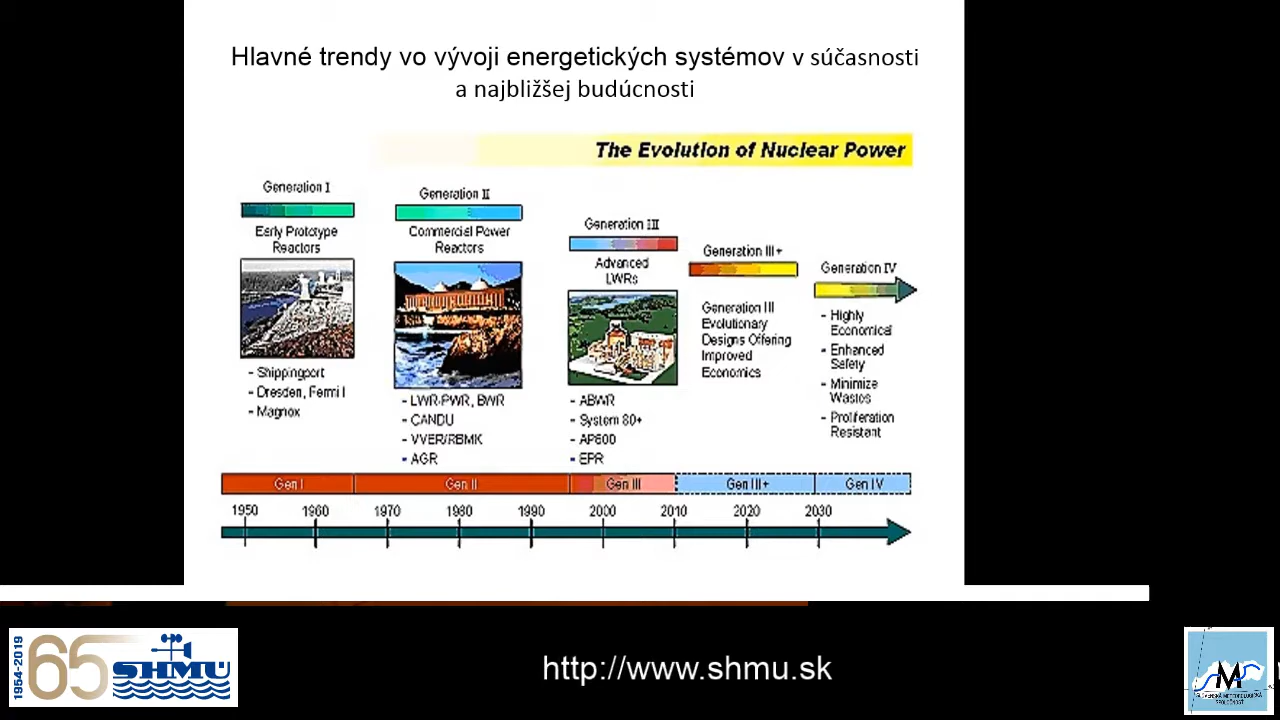 Hlavné trendy vo vývoji energetických systémov v súčasnosti
a najbližšej budúcnosti
The Evolution of Nuclear Power
Generation I
Early Prototype
Reactors
- Shippingport
- Dresden, Fermi I
- Magnox
Generation II
Commercial Power
Reactors
- LWR-PWR, BWR
- CANDU
- VVER/RBMK
- AGR
Generation III
Advanced
LWRs
- ABWR
- System 80+
- AP600
- EPR
Generation III+
Generation III
Evolutionary
Designs Offering
Improved
Economics
Generation IV
- Highly
Economical
- Enhanced
Safety
- Minimize
Wastes
- Proliferation
Resistant
Gen I Gen II Gen III Gen III+ Gen IV
1950 1960 1970 1980 1990 2000 2010 2020 2030
1954-2019
65
SHMU
http://www.shmu.sk
M
SLOVENSKÁ METEOROLOGICKÁ
SPOLOČNOSŤ